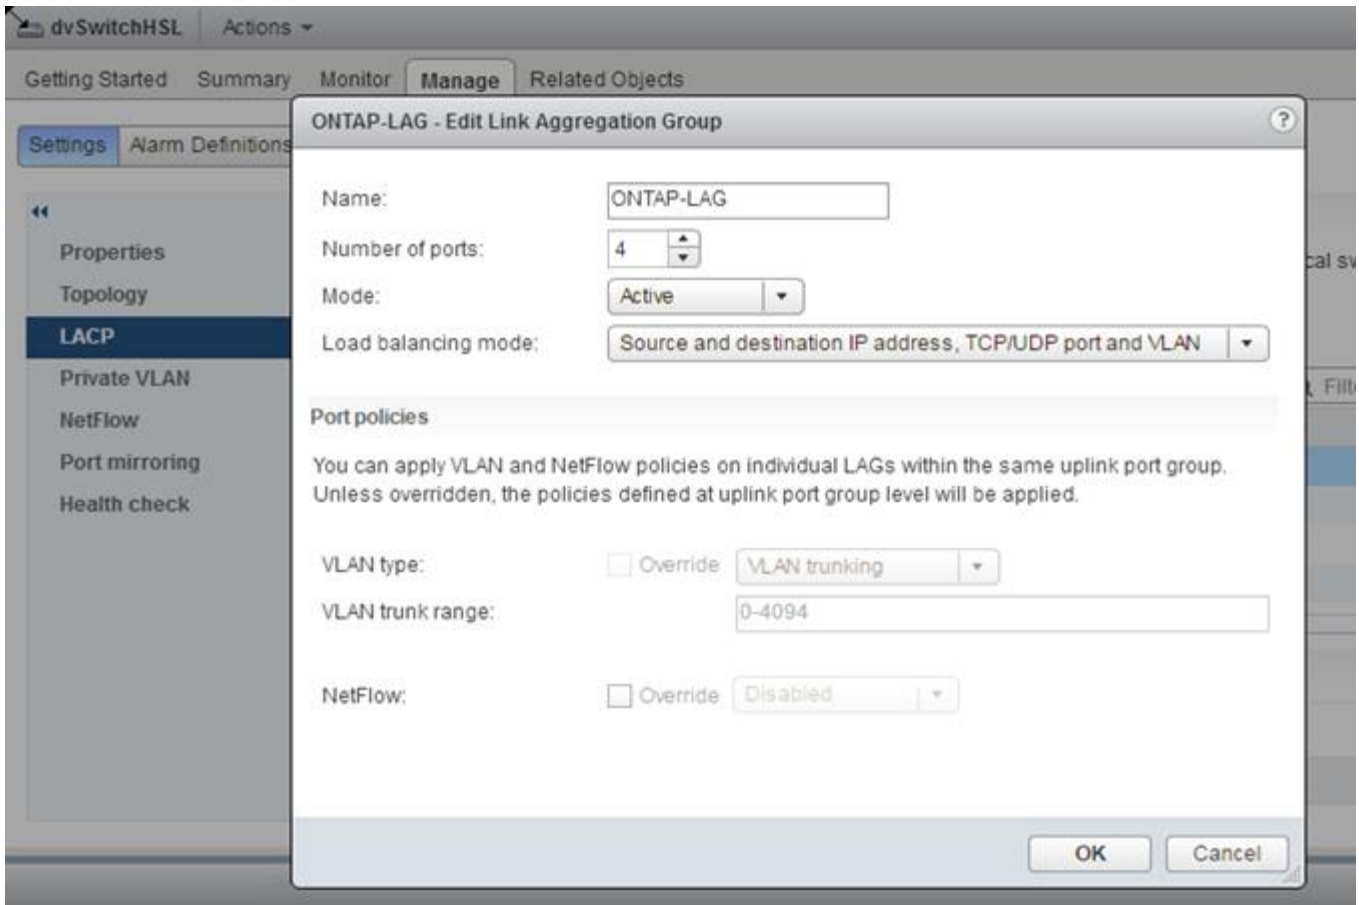 dvSwitchHSL Actions
Getting Started Summary Monitor Manage Related Objects
ONTAP-LAG - Edit Link Aggregation Group ?
Settings Alarm Definitions
Name: ONTAP-LAG
Properties
Number of ports: 4
Topology
Mode: Active
LACP
Load balancing mode: Source and destination IP address, TCP/UDP port and VLAN
Private VLAN
NetFlow
Port policies
Port mirroring
You can apply VLAN and NetFlow policies on individual LAGs within the same uplink port group.
Health check
Unless overridden, the policies defined at uplink port group level will be applied.
VLAN type: Override VLAN trunking
VLAN trunk range: 0-4094
NetFlow: Override Disabled
OK Cancel